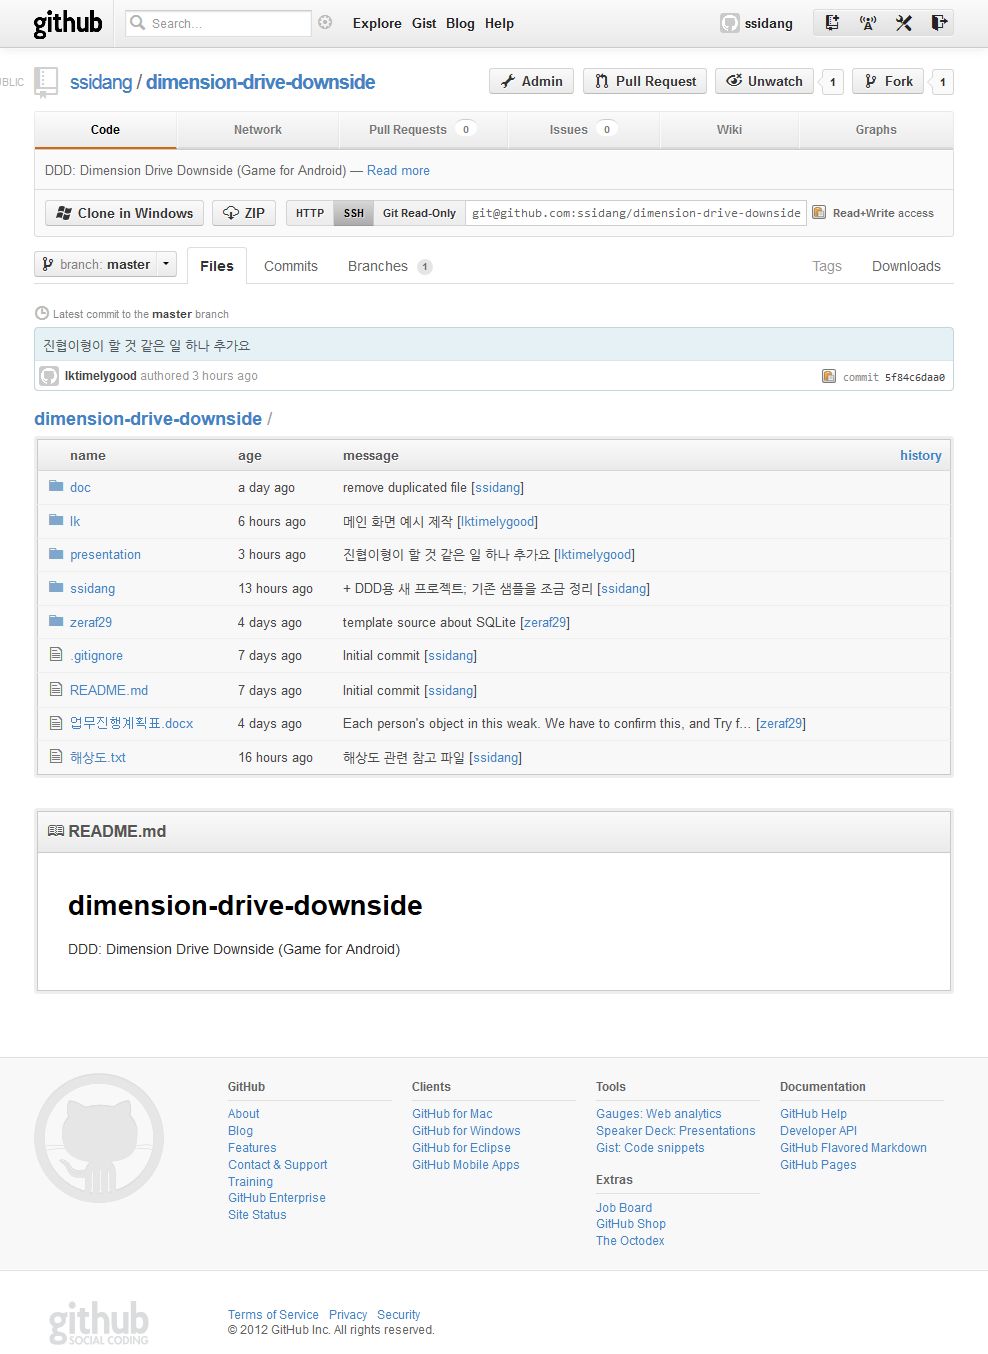 github Search... Explore Gist Blog Help ssidang
ssidang / dimension-drive-downside Admin Pull Request Unwatch 1 Fork 1
Code Network Pull Requests 0 Issues 0 Wiki Graphs
DDD: Dimension Drive Downside (Game for Android) — Read more
Clone in Windows ZIP HTTP SSH Git Read-Only git@github.com:ssidang/dimension-drive-downside Read+Write access
branch: master Files Commits Branches 1 Tags Downloads
Latest commit to the master branch
진협이형이 할 것 같은 일 하나 추가요
lktimelygood authored 3 hours ago commit 5f84c6daa0
dimension-drive-downside /
name age message history
doc a day ago remove duplicated file [ssidang]
lk 6 hours ago 메인 화면 예시 제작 [lktimelygood]
presentation 3 hours ago 진협이형이 할 것 같은 일 하나 추가요 [lktimelygood]
ssidang 13 hours ago + DDD용 새 프로젝트; 기존 샘플을 조금 정리 [ssidang]
zeraf29 4 days ago template source about SQLite [zeraf29]
.gitignore 7 days ago Initial commit [ssidang]
README.md 7 days ago Initial commit [ssidang]
업무진행계획표.docx 4 days ago Each person's object in this weak. We have to confirm this, and Try f... [zeraf29]
해상도.txt 16 hours ago 해상도 관련 참고 파일 [ssidang]
README.md
dimension-drive-downside
DDD: Dimension Drive Downside (Game for Android)
GitHub
About
Blog
Features
Contact & Support
Training
GitHub Enterprise
Site Status
Clients
GitHub for Mac
GitHub for Windows
GitHub for Eclipse
GitHub Mobile Apps
Tools
Gauges: Web analytics
Speaker Deck: Presentations
Gist: Code snippets
Extras
Job Board
GitHub Shop
The Octodex
Documentation
GitHub Help
Developer API
GitHub Flavored Markdown
GitHub Pages
github
SOCIAL CODING
Terms of Service Privacy Security
© 2012 GitHub Inc. All rights reserved.